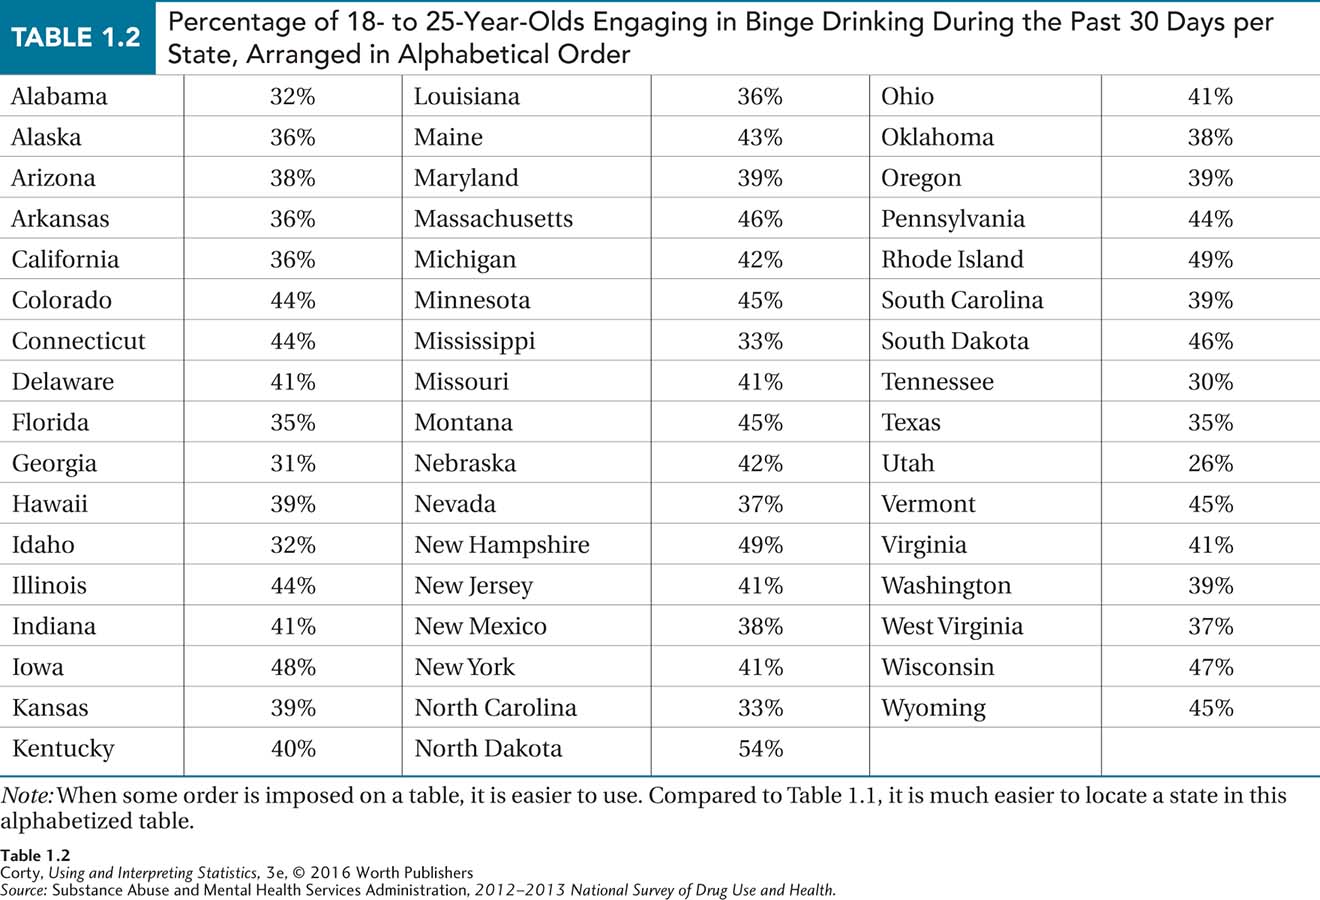 TABLE 1.2
Percentage of 18- to 25-Year-Olds Engaging in Binge Drinking During the Past 30 Days per
State, Arranged in Alphabetical Order
Alabama 32% Louisiana 36% Ohio 41%
Alaska 36% Maine 43% Oklahoma 38%
Arizona 38% Maryland 39% Oregon 39%
Arkansas 36% Massachusetts 46% Pennsylvania 44%
California 36% Michigan 42% Rhode Island 49%
Colorado 44% Minnesota 45% South Carolina 39%
Connecticut 44% Mississippi 33% South Dakota 46%
Delaware 41% Missouri 41% Tennessee 30%
Florida 35% Montana 45% Texas 35%
Georgia 31% Nebraska 42% Utah 26%
Hawaii 39% Nevada 37% Vermont 45%
Idaho 32% New Hampshire 49% Virginia 41%
Illinois 44% New Jersey 41% Washington 39%
Indiana 41% New Mexico 38% West Virginia 37%
Iowa 48% New York 41% Wisconsin 47%
Kansas 39% North Carolina 33% Wyoming 45%
Kentucky 40% North Dakota 54%
Note: When some order is imposed on a table, it is easier to use. Compared to Table 1.1, it is much easier to locate a state in this
alphabetized table.
Table 1.2
Corty, Using and Interpreting Statistics, 3e, © 2016 Worth Publishers
Source: Substance Abuse and Mental Health Services Administration, 2012–2013 National Survey of Drug Use and Health.